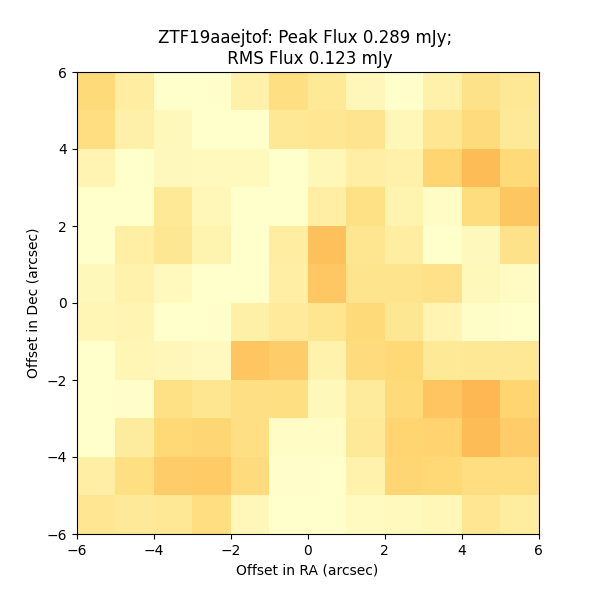 ZTF19aaejtof: Peak Flux 0.289 mJy;
RMS Flux 0.123 mJy
6
4
2
0
−2
−4
−6
Offset in Dec (arcsec)
−6 −4 −2 0 2 4 6
Offset in RA (arcsec)